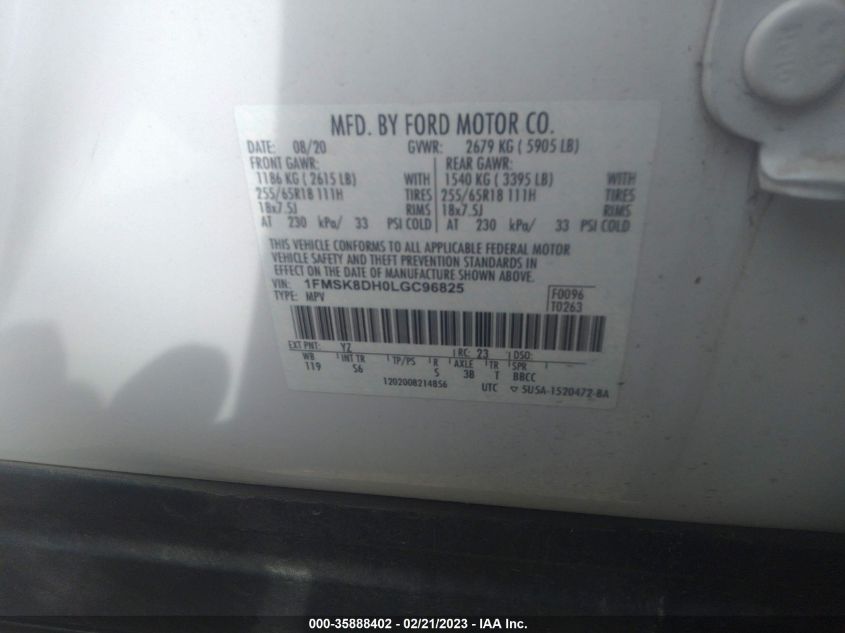 MFD. BY FORD MOTOR CO.
DATE: 08/20 GVWR: 2679 KG ( 5905 LB)
FRONT GAWR: REAR GAWR:
1186 KG ( 2615 LB) WITH 1540 KG ( 3395 LB) WITH
255/65R18 111H TIRES 255/65R18 111H TIRES
18x7.5J RIMS 18x7.5J RIMS
AT 230 kPa/ 33 PSI COLD AT 230 kPa/ 33 PSI COLD
THIS VEHICLE CONFORMS TO ALL APPLICABLE FEDERAL MOTOR
VEHICLE SAFETY AND THEFT PREVENTION STANDARDS IN
EFFECT ON THE DATE OF MANUFACTURE SHOWN ABOVE.
VIN: 1FMSK8DH0LGC96825 F0096
TYPE: MPV T0263
EXT PNT: YZ RC: 23 DSO:
WB INT TR TP/PS R AXLE TR SPR
119 S6 5 3B T BBCC
1202008214856 UTC ▽ 5U5A-1520472-BA
000-35888402 - 02/21/2023 - IAA Inc.